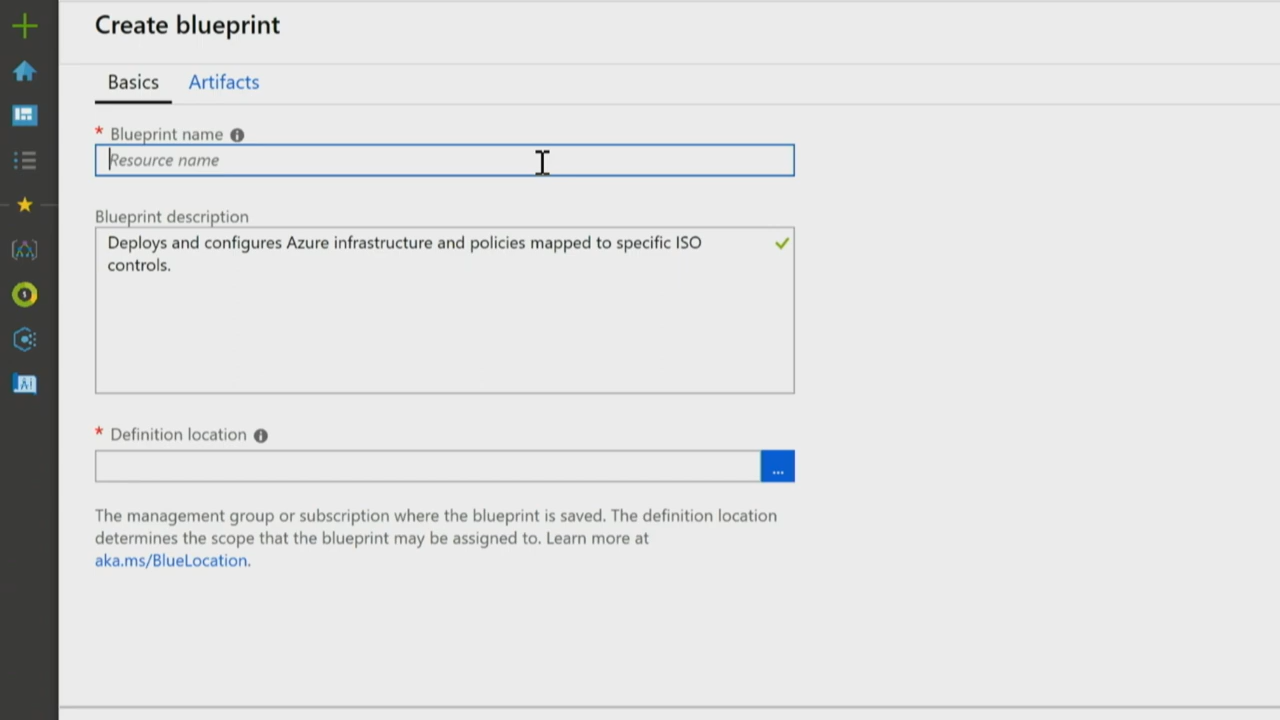 Create blueprint
Basics
Artifacts
* Blueprint name
Resource name
Blueprint description
Deploys and configures Azure infrastructure and policies mapped to specific ISO
controls.
* Definition location
...
The management group or subscription where the blueprint is saved. The definition location
determines the scope that the blueprint may be assigned to. Learn more at
aka.ms/BlueLocation.